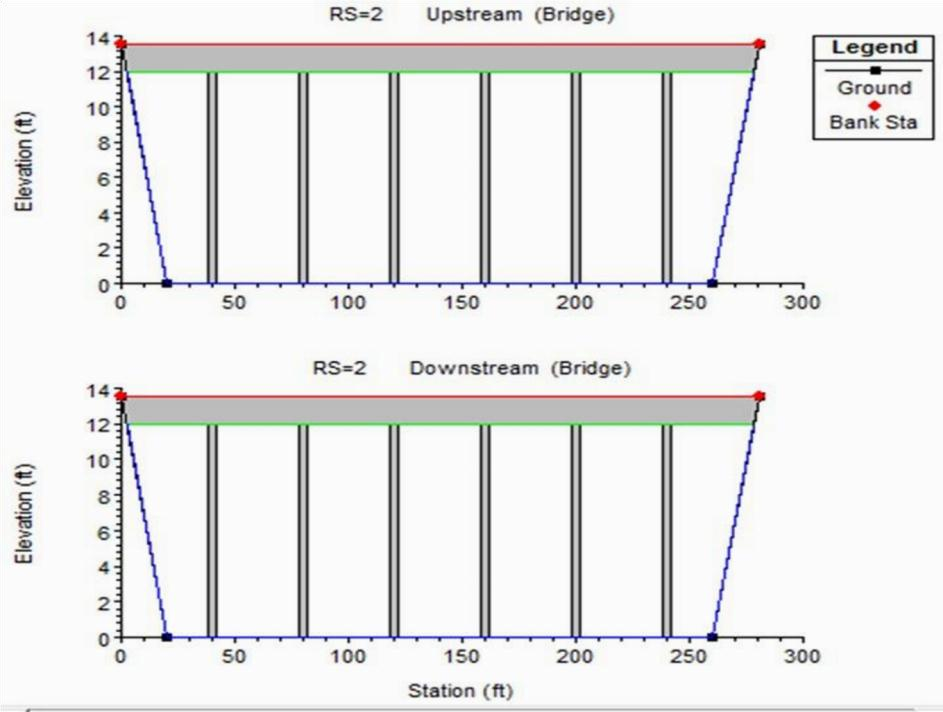 RS=2 Upstream (Bridge)
Legend
Ground
Bank Sta
Elevation (ft)
14
12
10
8
6
4
2
0
0 50 100 150 200 250 300
RS=2 Downstream (Bridge)
Elevation (ft)
14
12
10
8
6
4
2
0
0 50 100 150 200 250 300
Station (ft)